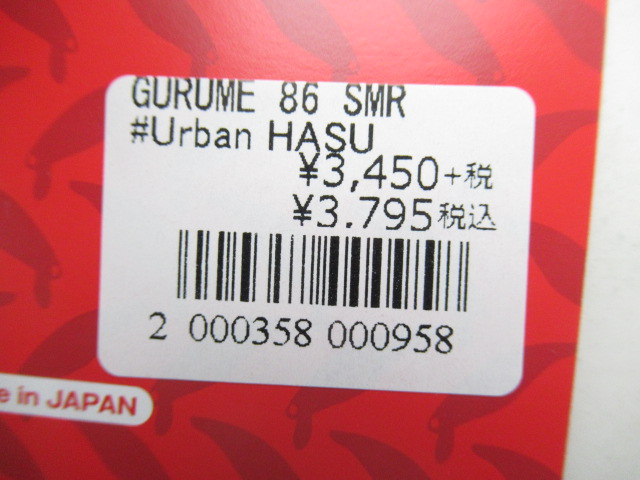 GURUME 86 SMR
#Urban HASU
¥3,450+税
¥3.795税込
2 000358 000958
in JAPAN